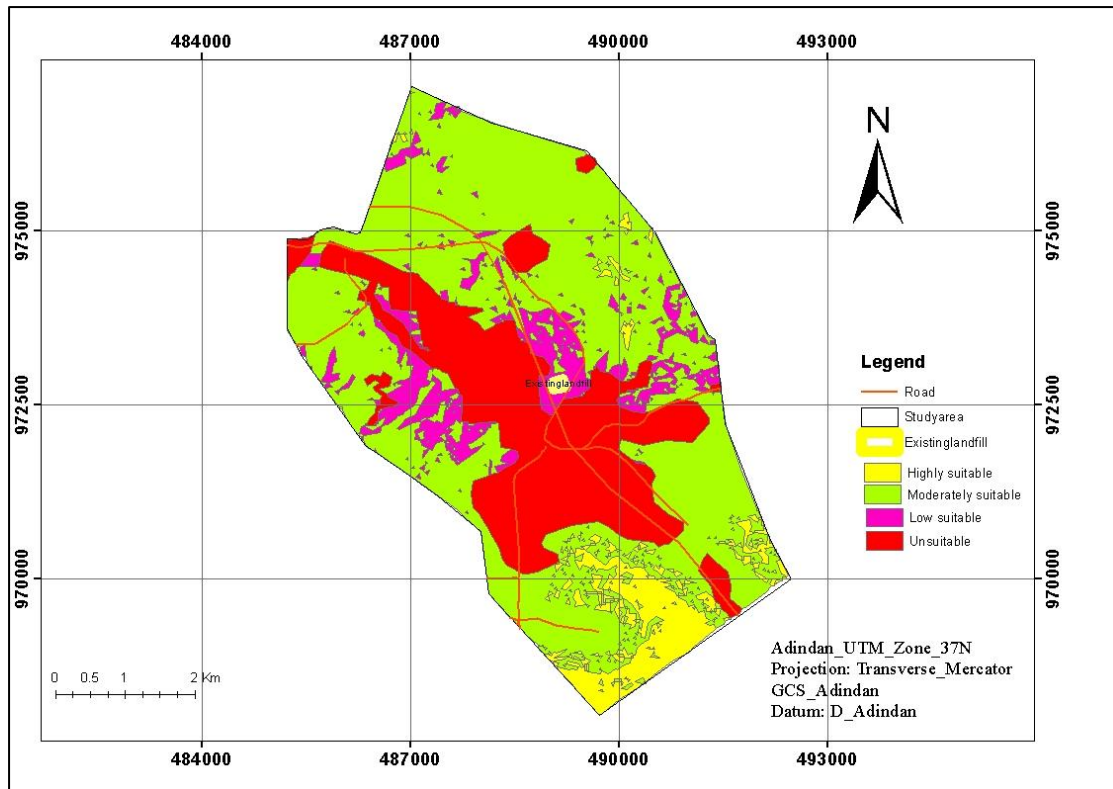 484000 487000 490000 493000
N
975000 975000
972500 972500
970000 970000
Existinglandfill
Legend
Road
Studyarea
Existinglandfill
Highly suitable
Moderately suitable
Low suitable
Unsuitable
Adindan_UTM_Zone_37N
Projection: Transverse_Mercator
GCS_Adindan
Datum: D_Adindan
0 0.5 1 2 Km
484000 487000 490000 493000